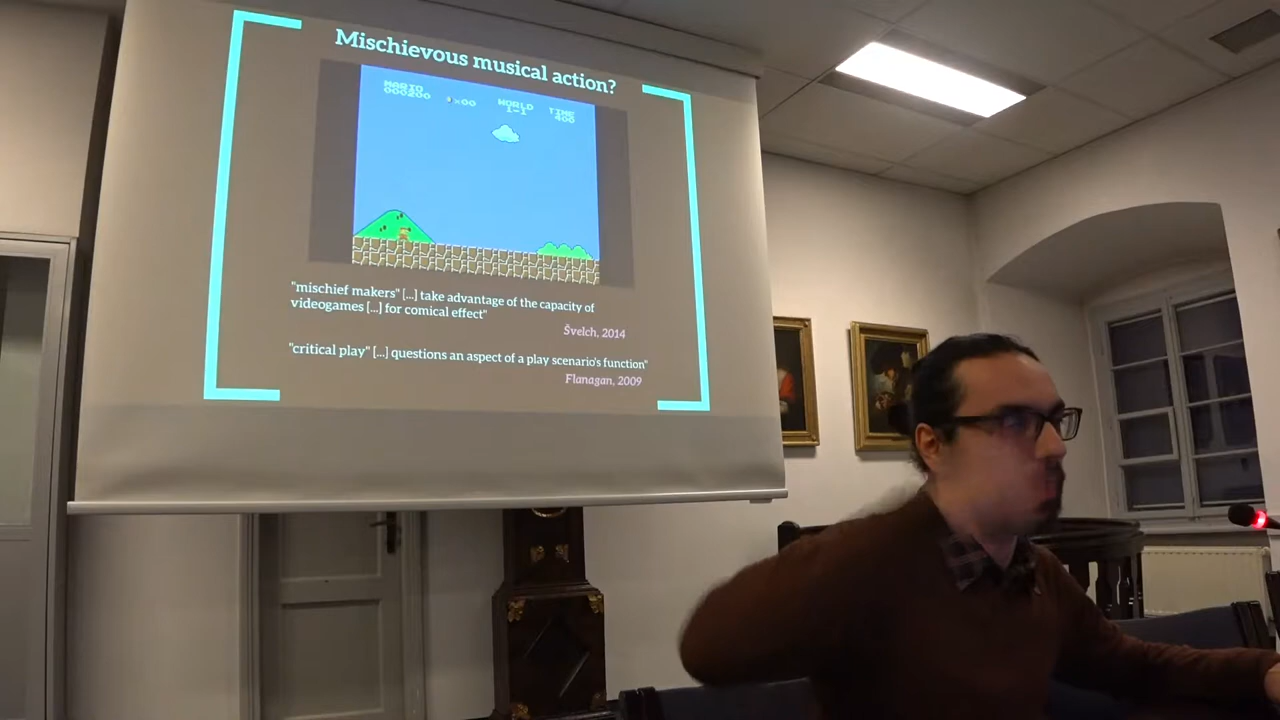 Mischievous musical action?
MARIO WORLD TIME
000200 ×00 1-1 400
"mischief makers" [...] take advantage of the capacity of
videogames [...] for comical effect"
Švelch, 2014
"critical play" [...] questions an aspect of a play scenario's function"
Flanagan, 2009